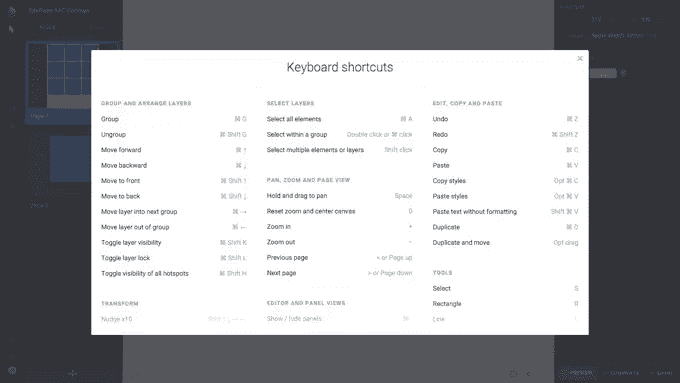 Keyboard shortcuts
GROUP AND ARRANGE LAYERS
Group ⌘ G
Ungroup ⌘ Shift G
Move forward ⌘ ↑
Move backward ⌘ ↓
Move to front ⌘ Shift ↑
Move to back ⌘ Shift ↓
Move layer into next group ⌘ →
Move layer out of group ⌘ ←
Toggle layer visibility ⌘ Shift K
Toggle layer lock ⌘ Shift L
Toggle visibility of all hotspots ⌘ Shift H
TRANSFORM
Nudge x10
SELECT LAYERS
Select all elements ⌘ A
Select within a group Double click or ⌘ click
Select multiple elements or layers Shift click
PAN, ZOOM AND PAGE VIEW
Hold and drag to pan Space
Reset zoom and center canvas 0
Zoom in +
Zoom out −
Previous page < or Page up
Next page > or Page down
EDITOR AND PANEL VIEWS
Show / hide panels
EDIT, COPY AND PASTE
Undo ⌘ Z
Redo ⌘ Shift Z
Copy ⌘ C
Paste ⌘ V
Copy styles Opt ⌘ C
Paste styles Opt ⌘ V
Paste text without formatting Shift ⌘ V
Duplicate ⌘ D
Duplicate and move Opt drag
TOOLS
Select S
Rectangle R
Line